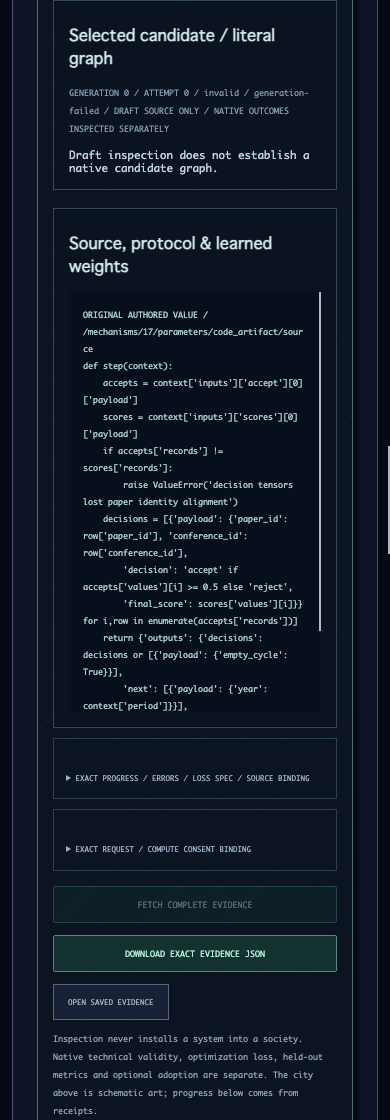 Selected candidate / literal
graph
GENERATION 0 / ATTEMPT 0 / invalid / generation-
failed / DRAFT SOURCE ONLY / NATIVE OUTCOMES
INSPECTED SEPARATELY
Draft inspection does not establish a
native candidate graph.
Source, protocol & learned
weights
ORIGINAL AUTHORED VALUE /
/mechanisms/17/parameters/code_artifact/sour
ce
def step(context):
    accepts = context['inputs']['accept'][0]
['payload']
    scores = context['inputs']['scores'][0]
['payload']
    if accepts['records'] !=
scores['records']:
        raise ValueError('decision tensors
lost paper identity alignment')
    decisions = [{'payload': {'paper_id':
row['paper_id'], 'conference_id':
row['conference_id'],
        'decision': 'accept' if
accepts['values'][i] >= 0.5 else 'reject',
        'final_score': scores['values'][i]}}
for i,row in enumerate(accepts['records'])]
    return {'outputs': {'decisions':
decisions or [{'payload': {'empty_cycle':
True}}],
        'next': [{'payload': {'year':
context['period']}}],
▶ EXACT PROGRESS / ERRORS / LOSS SPEC / SOURCE BINDING
▶ EXACT REQUEST / COMPUTE CONSENT BINDING
FETCH COMPLETE EVIDENCE
DOWNLOAD EXACT EVIDENCE JSON
OPEN SAVED EVIDENCE
Inspection never installs a system into a society.
Native technical validity, optimization loss, held-out
metrics and optional adoption are separate. The city
above is schematic art; progress below comes from
receipts.